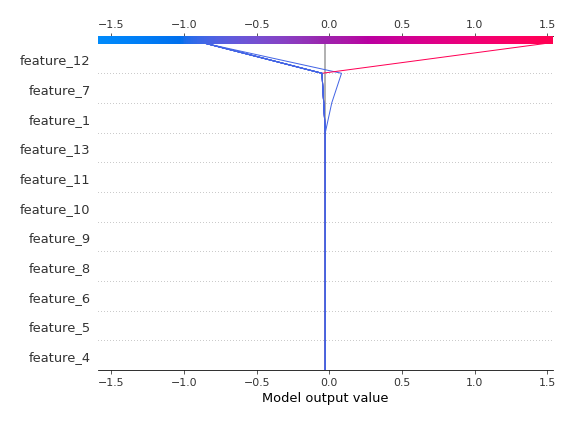 −1.5 −1.0 −0.5 0.0 0.5 1.0 1.5
feature_12
feature_7
feature_1
feature_13
feature_11
feature_10
feature_9
feature_8
feature_6
feature_5
feature_4
−1.5 −1.0 −0.5 0.0 0.5 1.0 1.5
Model output value